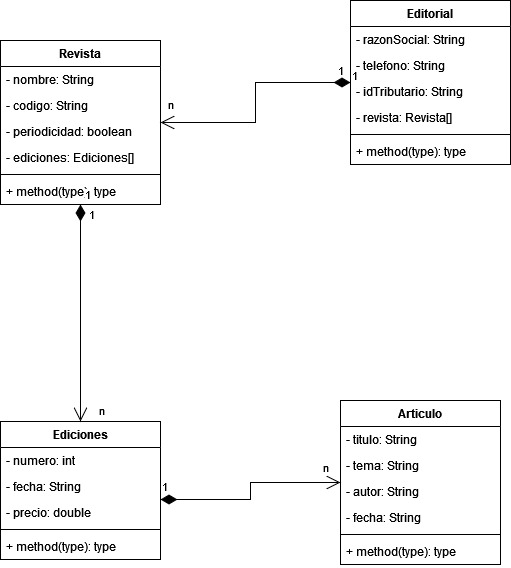 Editorial
- razonSocial: String
- telefono: String
- idTributario: String
- revista: Revista[]
+ method(type): type
1
1
n
Revista
- nombre: String
- codigo: String
- periodicidad: boolean
- ediciones: Ediciones[]
+ method(type): type
1
1
n
Ediciones
- numero: int
- fecha: String
- precio: double
+ method(type): type
1
n
Articulo
- titulo: String
- tema: String
- autor: String
- fecha: String
+ method(type): type